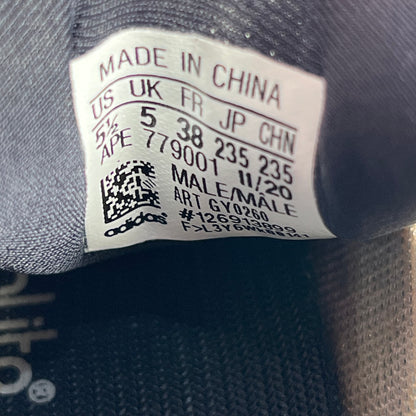 MADE IN CHINA
US UK FR JP CHN
5½ 5 38 235 235
APE 779001 11/20
MALE/MÂLE
ART GY0260
adidas